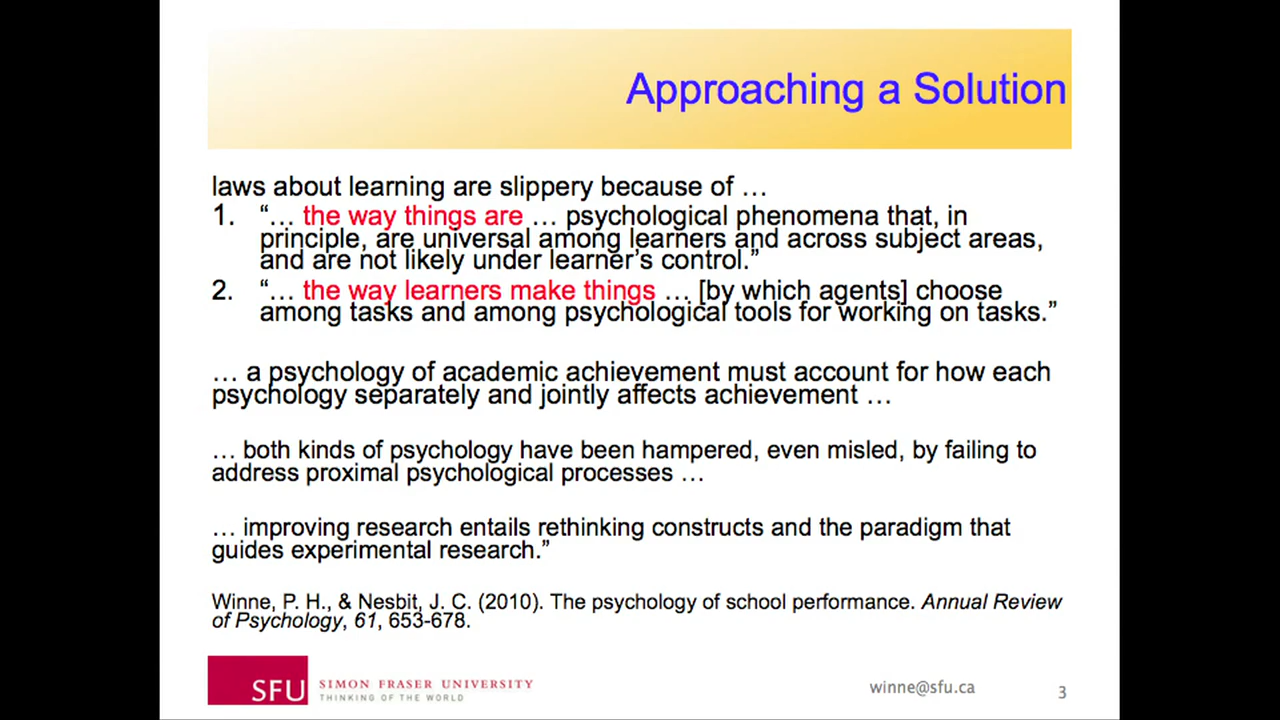 Approaching a Solution
laws about learning are slippery because of …
1. “… the way things are … psychological phenomena that, in
principle, are universal among learners and across subject areas,
and are not likely under learner’s control.”
2. “… the way learners make things … [by which agents] choose
among tasks and among psychological tools for working on tasks.”
… a psychology of academic achievement must account for how each
psychology separately and jointly affects achievement …
… both kinds of psychology have been hampered, even misled, by failing to
address proximal psychological processes …
… improving research entails rethinking constructs and the paradigm that
guides experimental research.”
Winne, P. H., & Nesbit, J. C. (2010). The psychology of school performance. Annual Review
of Psychology, 61, 653-678.
SFU SIMON FRASER UNIVERSITY
THINKING OF THE WORLD
winne@sfu.ca
3